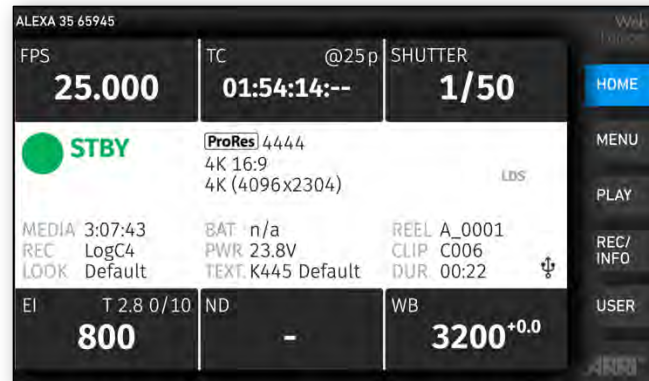 ALEXA 35 65945
Web
FPS
25.000
TC @25p
01:54:14:--
SHUTTER
1/50
HOME
MENU
PLAY
REC/
INFO
USER
STBY
ProRes 4444
4K 16:9
4K (4096x2304)
LDS
MEDIA 3:07:43
REC LogC4
LOOK Default
BAT n/a
PWR 23.8V
TEXT. K445 Default
REEL A_0001
CLIP C006
DUR 00:22
EI T 2.8 0/10
800
ND
-
WB
3200+0.0
ARRI